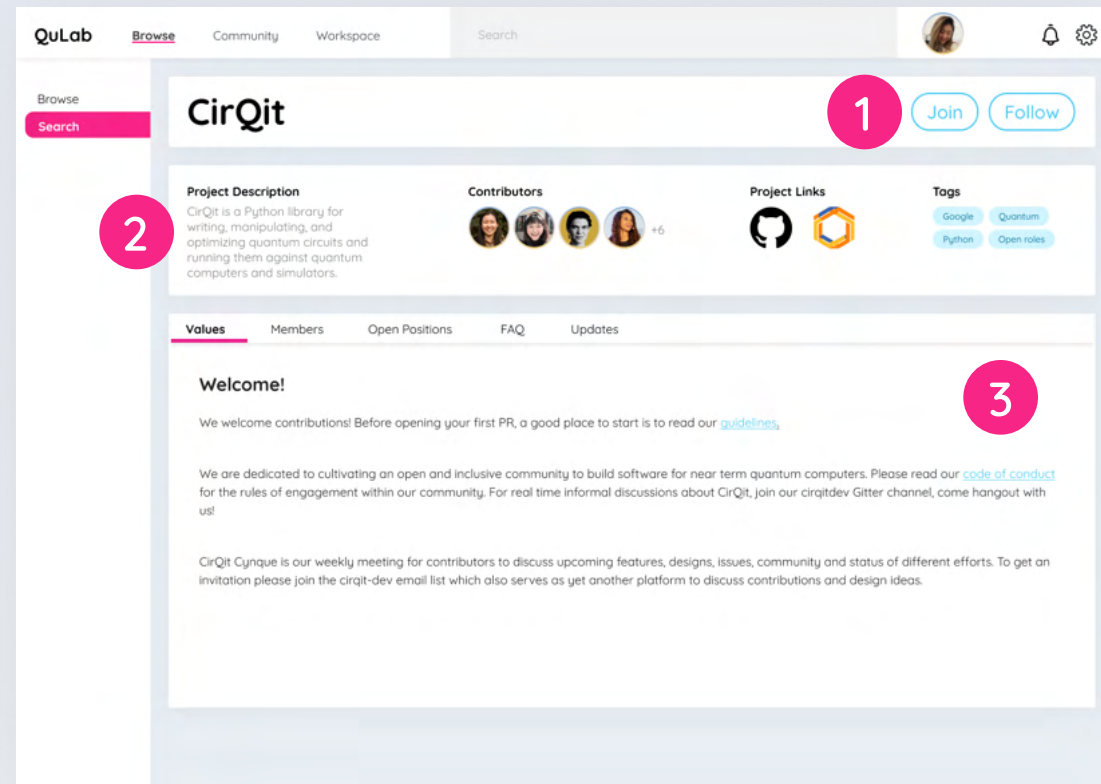 QuLab
Browse
Community
Workspace
Search
Browse
Search
CirQit
1
Join
Follow
2
Project Description
CirQit is a Python library for
writing, manipulating, and
optimizing quantum circuits and
running them against quantum
computers and simulators.
Contributors
+6
Project Links
Tags
Google
Quantum
Python
Open roles
Values
Members
Open Positions
FAQ
Updates
3
Welcome!
We welcome contributions! Before opening your first PR, a good place to start is to read our guidelines.
We are dedicated to cultivating an open and inclusive community to build software for near term quantum computers. Please read our code of conduct
for the rules of engagement within our community. For real time informal discussions about CirQit, join our cirqitdev Gitter channel, come hangout with
us!
CirQit Cynque is our weekly meeting for contributors to discuss upcoming features, designs, issues, community and status of different efforts. To get an
invitation please join the cirqit-dev email list which also serves as yet another platform to discuss contributions and design ideas.